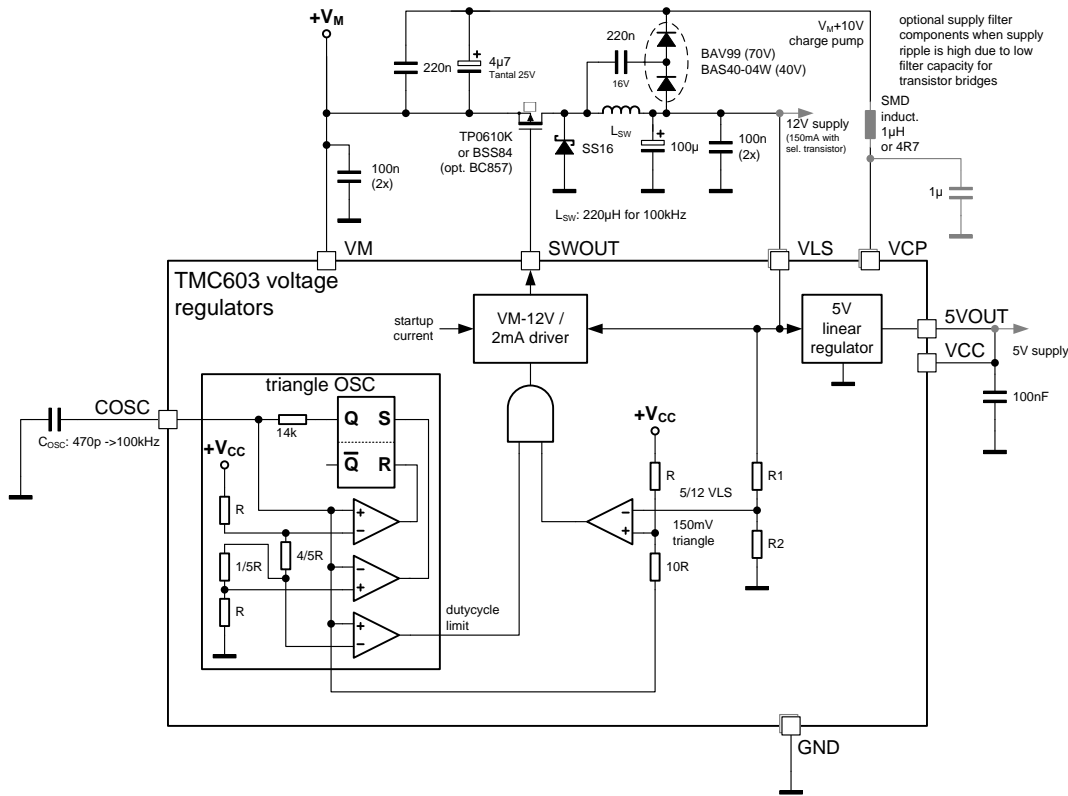 +VM
220n
4µ7
Tantal 25V
220n
16V
BAV99 (70V)
BAS40-04W (40V)
VM+10V
charge pump
optional supply filter
components when supply
ripple is high due to low
filter capacity for
transistor bridges
SMD
induct.
1µH
or 4R7
1µ
100n
(2x)
TP0610K
or BSS84
(opt. BC857)
SS16
LSW
100µ
100n
(2x)
12V supply
(150mA with
sel. transistor)
LSW: 220µH for 100kHz
VM
SWOUT
VLS
VCP
TMC603 voltage
regulators
startup
current
VM-12V /
2mA driver
5V
linear
regulator
5VOUT
VCC
5V supply
100nF
triangle OSC
COSC
COSC: 470p ->100kHz
14k
Q
S
Q
R
+VCC
R
4/5R
1/5R
R
+
-
-
+
+
-
dutycycle
limit
+VCC
R
10R
-
+
5/12 VLS
150mV
triangle
R1
R2
GND